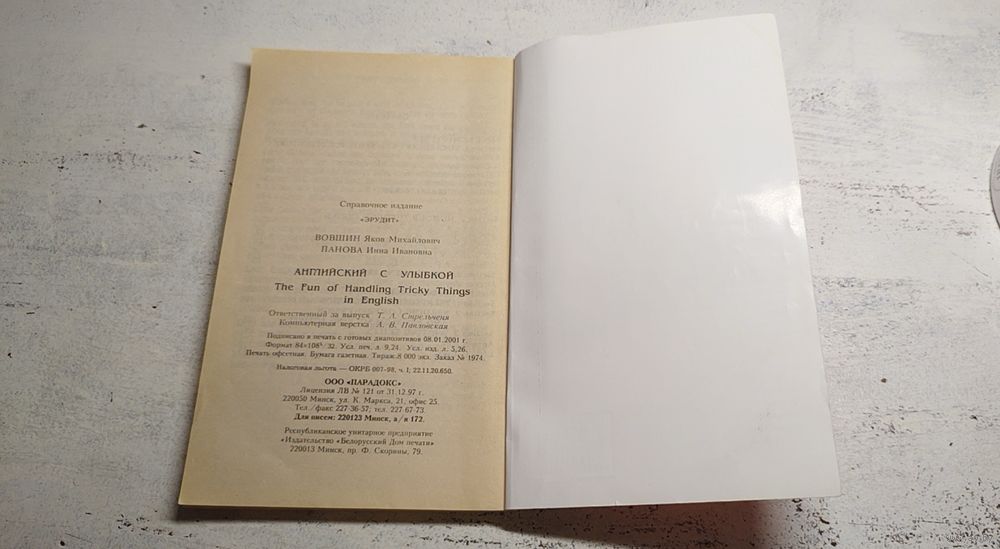 Справочное издание
«ЭРУДИТ»
ВОВШИН Яков Михайлович
ПАНОВА Инна Ивановна
АНГЛИЙСКИЙ С УЛЫБКОЙ
The Fun of Handling Tricky Things
in English
Ответственный за выпуск Т. Л. Стрельченя
Компьютерная верстка А. В. Павловская
Подписано в печать с готовых диапозитивов 08.01.2001 г.
Формат 84×108¹/32. Усл. печ. л. 9,24. Усл. изд. л. 5,26.
Печать офсетная. Бумага газетная. Тираж 8 000 экз. Заказ № 1974.
Налоговая льгота — ОКРБ 007-98, ч. I; 22.11.20.650.
ООО «ПАРАДОКС»
Лицензия ЛВ № 121 от 31.12.97 г.
220050 Минск, ул. К. Маркса, 21, офис 25.
Тел./факс 227-36-57; тел. 227 67-73.
Для писем: 220123 Минск, а/я 172.
Республиканское унитарное предприятие
«Издательство «Белорусский Дом печати»
220013 Минск, пр. Ф. Скорины, 79.